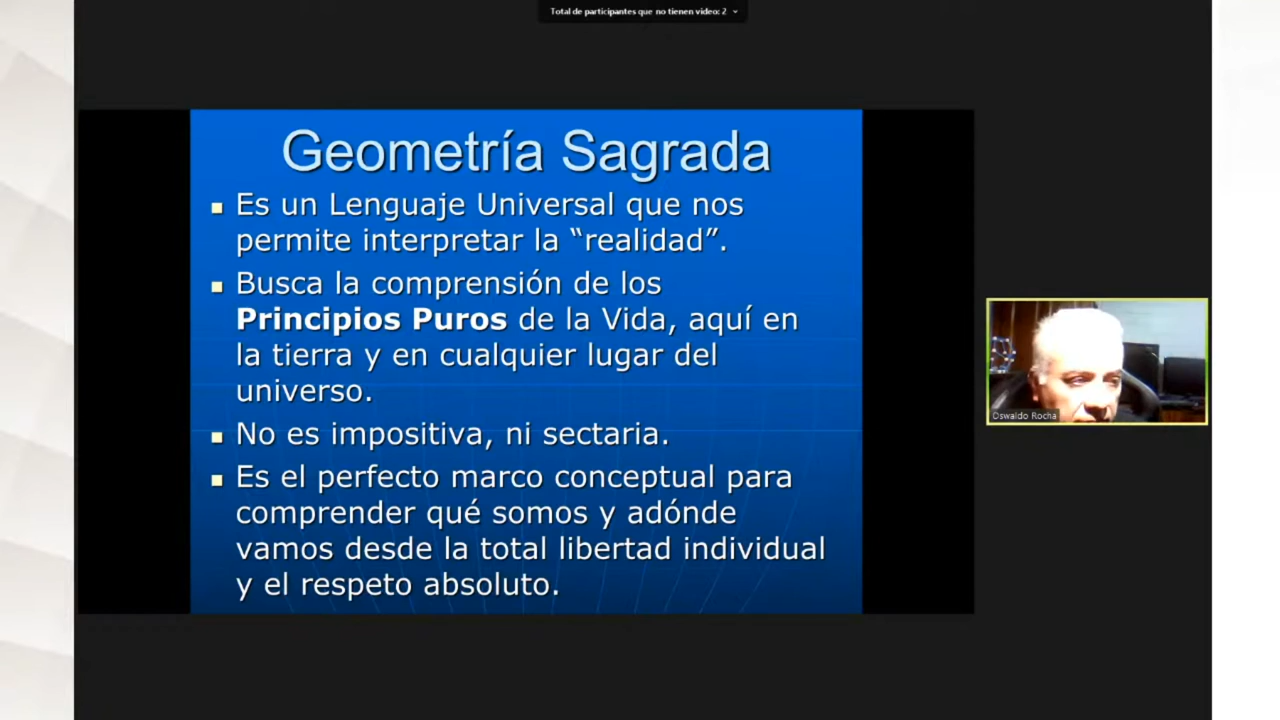 Total de participantes que no tienen video: 2
Geometría Sagrada
Es un Lenguaje Universal que nos
permite interpretar la “realidad”.
Busca la comprensión de los
Principios Puros de la Vida, aquí en
la tierra y en cualquier lugar del
universo.
No es impositiva, ni sectaria.
Es el perfecto marco conceptual para
comprender qué somos y adónde
vamos desde la total libertad individual
y el respeto absoluto.
Oswaldo Rocha